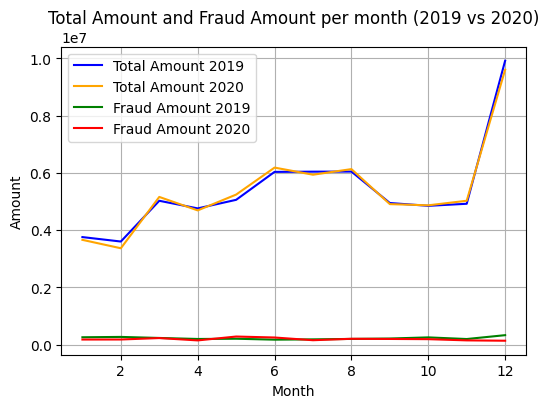 Total Amount and Fraud Amount per month (2019 vs 2020)
1e7
Total Amount 2019
Total Amount 2020
Fraud Amount 2019
Fraud Amount 2020
1.0
0.8
0.6
0.4
0.2
0.0
Amount
2 4 6 8 10 12
Month